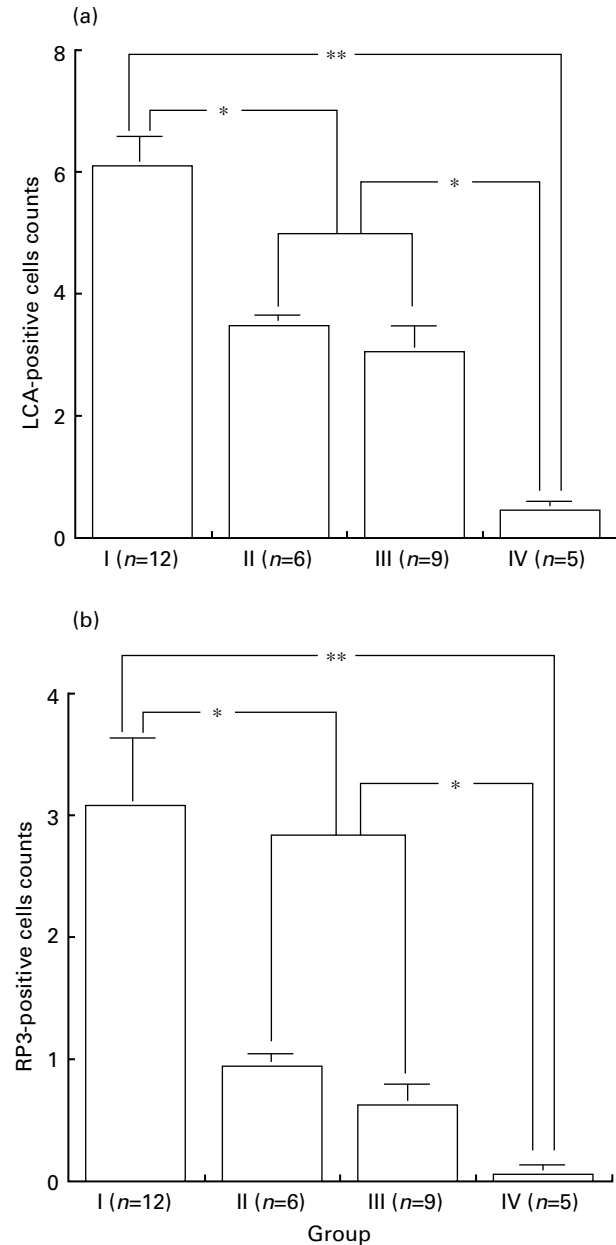 (a)
8
6
4
2
0
LCA-positive cells counts
**
*
*
I (n=12) II (n=6) III (n=9) IV (n=5)
(b)
4
3
2
1
0
RP3-positive cells counts
**
*
*
I (n=12) II (n=6) III (n=9) IV (n=5)
Group